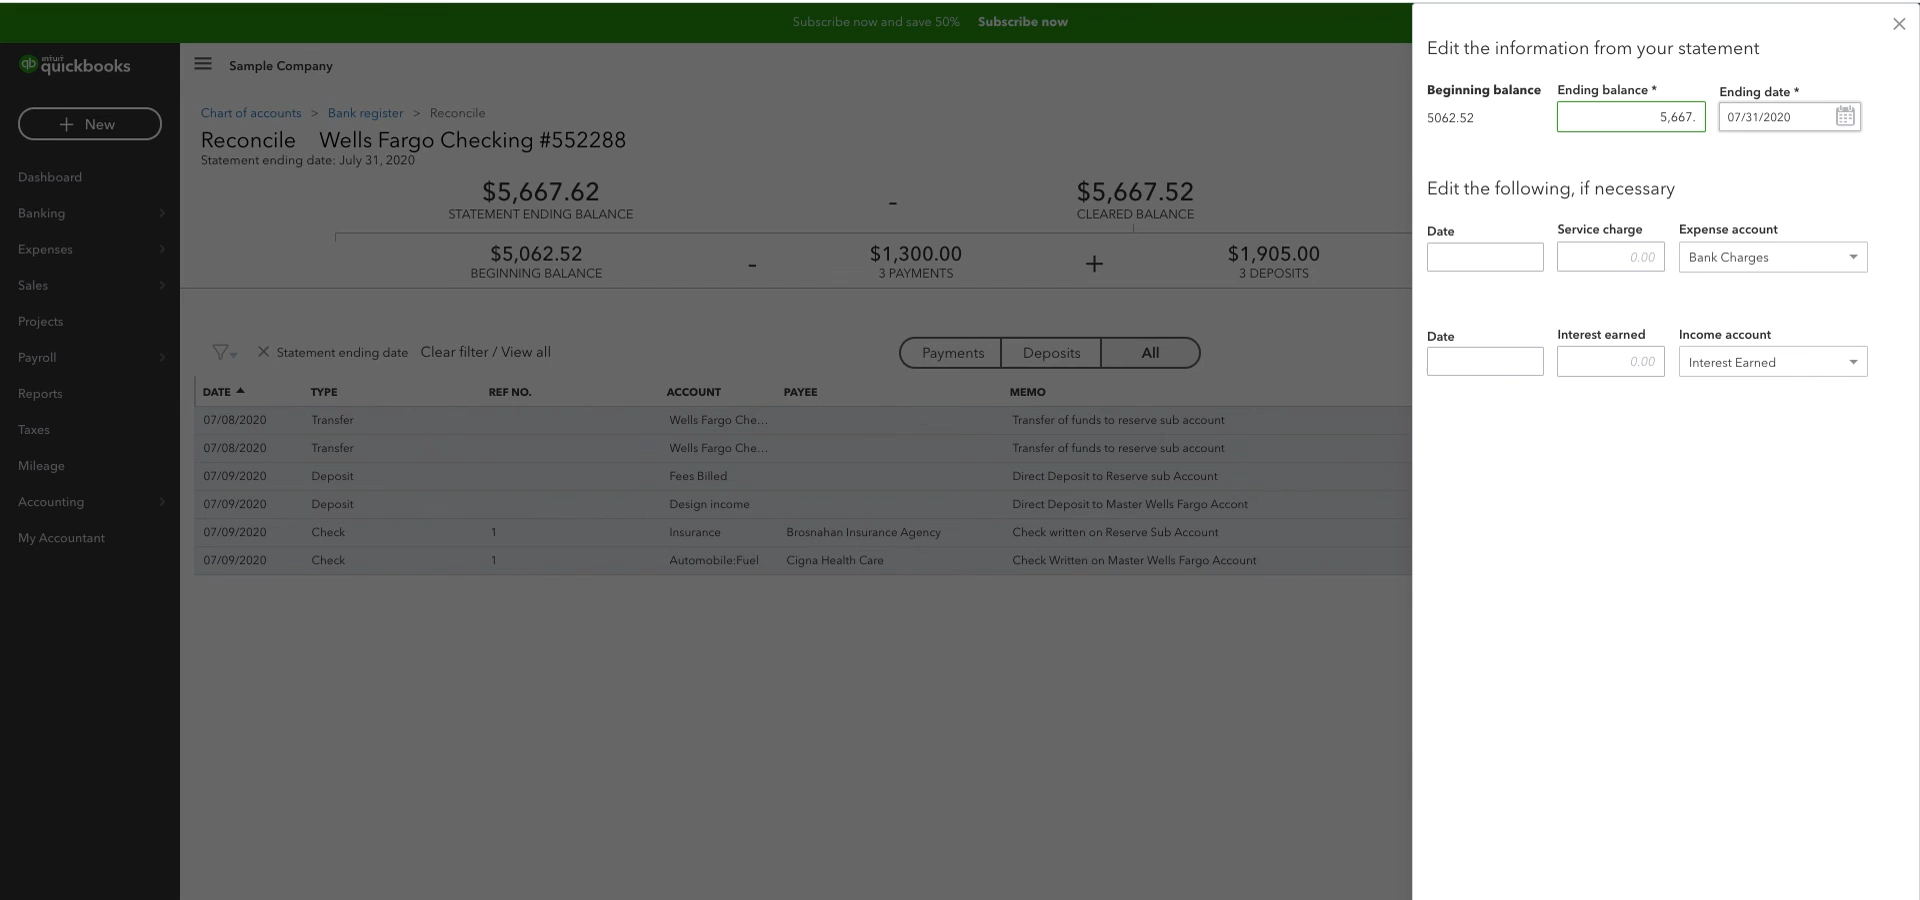 Subscribe now and save 50% Subscribe now
intuit
qb quickbooks
Sample Company
+ New
Dashboard
Banking
Expenses
Sales
Projects
Payroll
Reports
Taxes
Mileage
Accounting
My Accountant
Chart of accounts > Bank register > Reconcile
Reconcile Wells Fargo Checking #552288
Statement ending date: July 31, 2020
$5,667.62 - $5,667.52
STATEMENT ENDING BALANCE CLEARED BALANCE
$5,062.52 - $1,300.00 + $1,905.00
BEGINNING BALANCE 3 PAYMENTS 3 DEPOSITS
Statement ending date Clear filter / View all Payments Deposits All
DATE TYPE REF NO. ACCOUNT PAYEE MEMO
07/08/2020 Transfer Wells Fargo Che... Transfer of funds to reserve sub account
07/08/2020 Transfer Wells Fargo Che... Transfer of funds to reserve sub account
07/09/2020 Deposit Fees Billed Direct Deposit to Reserve sub Account
07/09/2020 Deposit Design income Direct Deposit to Master Wells Fargo Accont
07/09/2020 Check 1 Insurance Brosnahan Insurance Agency Check written on Reserve Sub Account
07/09/2020 Check 1 Automobile:Fuel Cigna Health Care Check Written on Master Wells Fargo Account
Edit the information from your statement
Beginning balance Ending balance * Ending date *
5062.52 5,667. 07/31/2020
Edit the following, if necessary
Date Service charge Expense account
0.00 Bank Charges
Date Interest earned Income account
0.00 Interest Earned